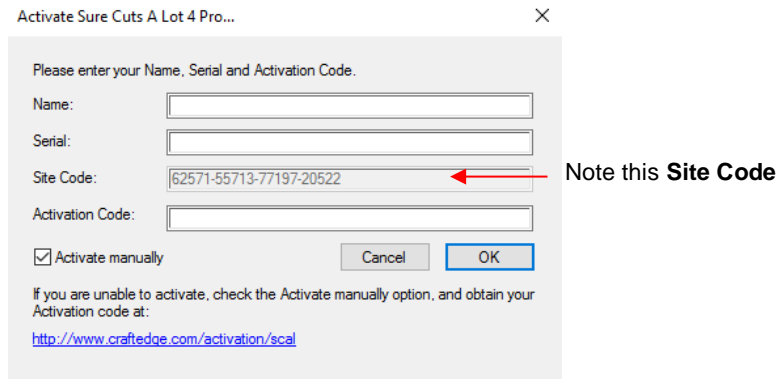 Activate Sure Cuts A Lot 4 Pro...
Please enter your Name, Serial and Activation Code.
Name:
Serial:
Site Code: 62571-55713-77197-20522
Note this Site Code
Activation Code:
Activate manually Cancel OK
If you are unable to activate, check the Activate manually option, and obtain your
Activation code at:
http://www.craftedge.com/activation/scal